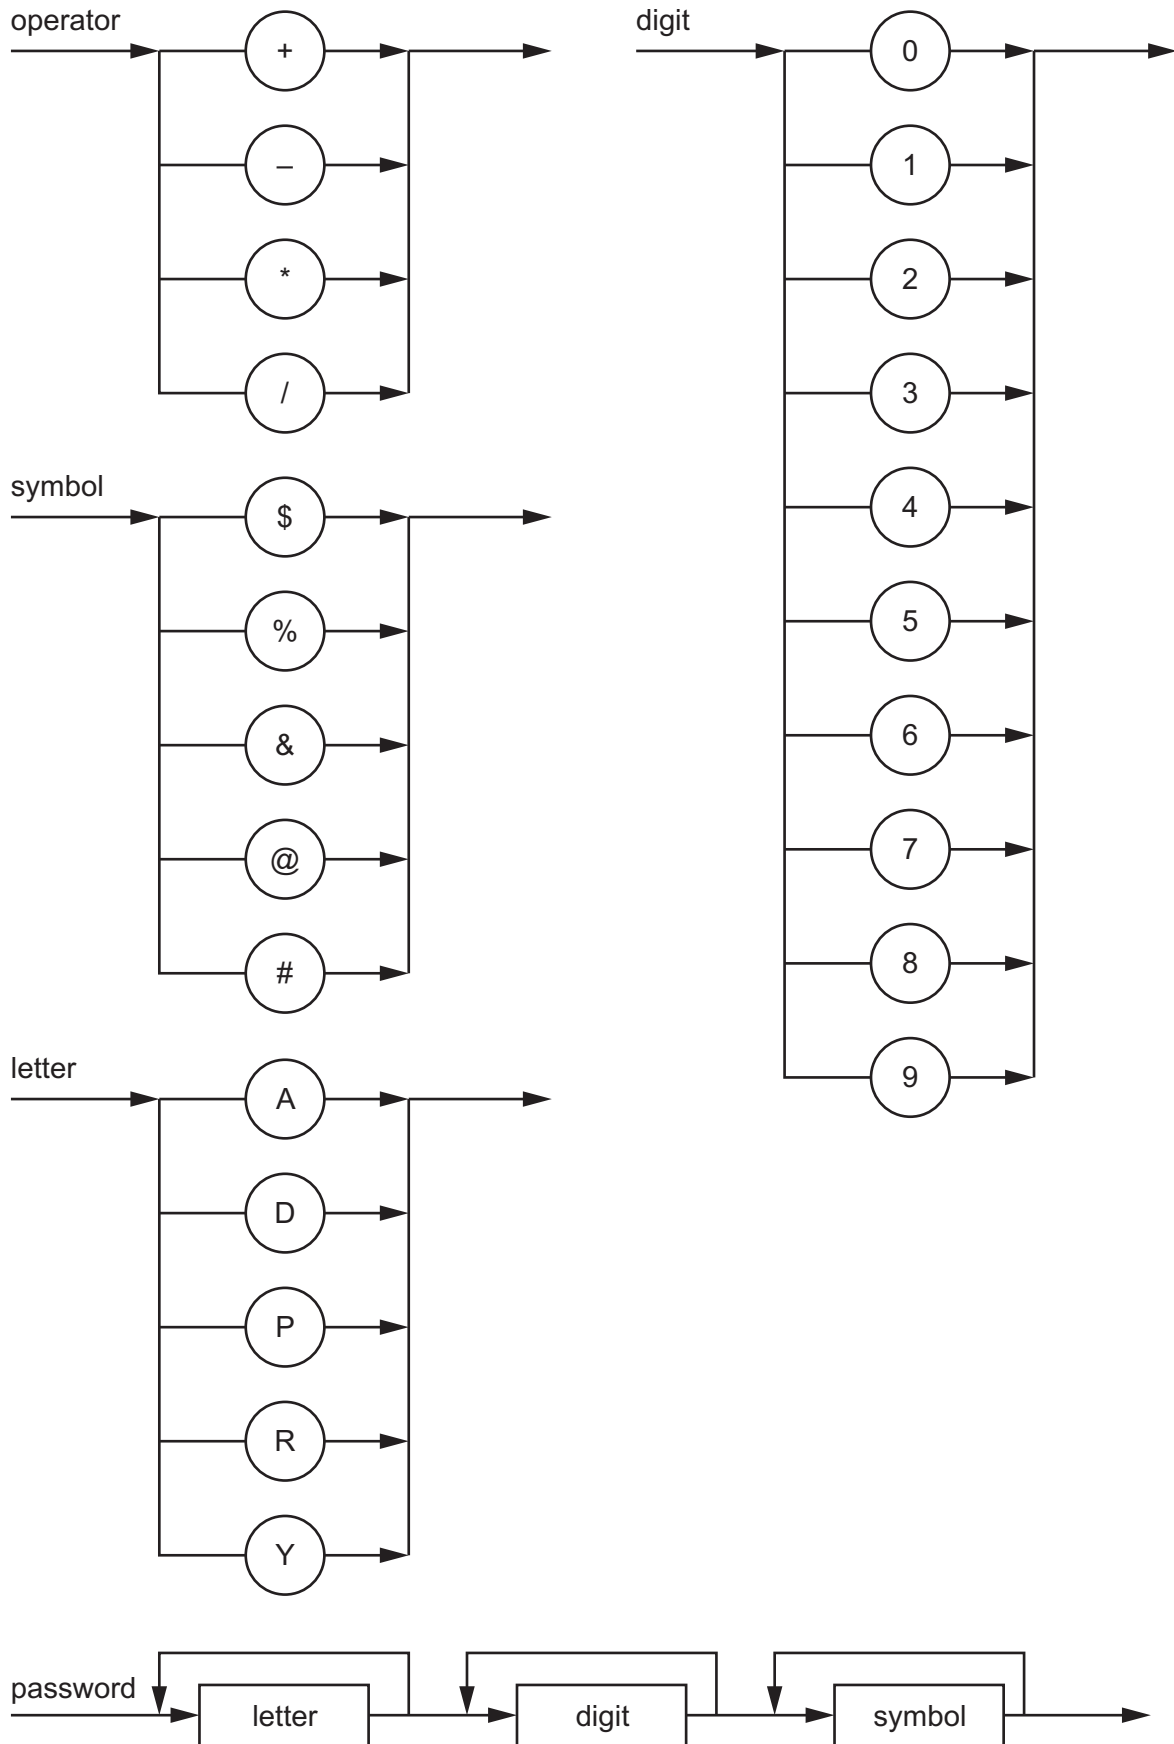 operator
+
–
*
/
symbol
$
%
&
@
#
letter
A
D
P
R
Y
digit
0
1
2
3
4
5
6
7
8
9
password
letter
digit
symbol